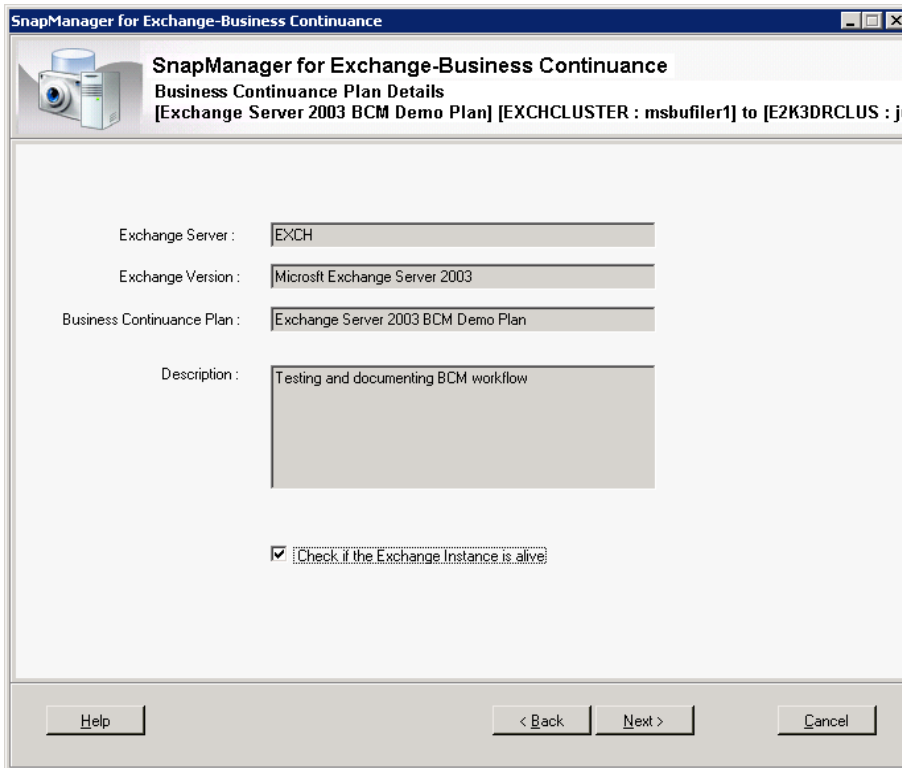 SnapManager for Exchange-Business Continuance
SnapManager for Exchange-Business Continuance
Business Continuance Plan Details
[Exchange Server 2003 BCM Demo Plan] [EXCHCLUSTER : msbufiler1] to [E2K3DRCLUS :
Exchange Server : EXCH
Exchange Version : Microsft Exchange Server 2003
Business Continuance Plan : Exchange Server 2003 BCM Demo Plan
Description : Testing and documenting BCM workflow
Check if the Exchange Instance is alive
Help < Back Next > Cancel